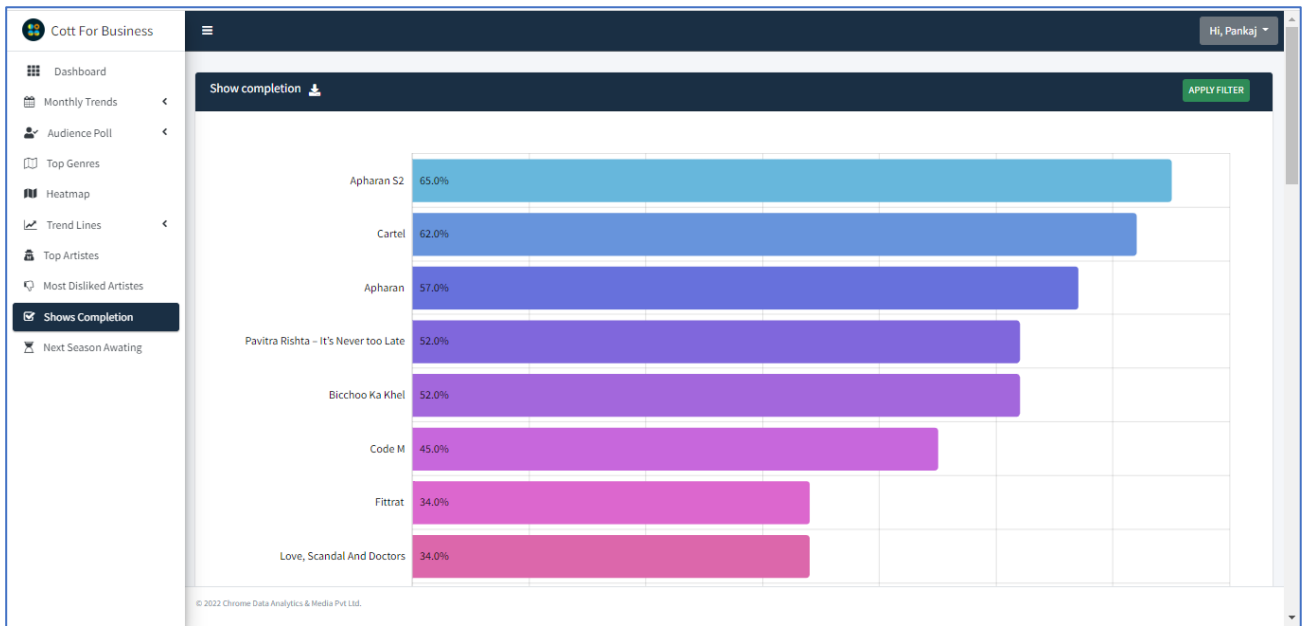 Cott For Business
Hi, Pankaj
Dashboard
Monthly Trends
Audience Poll
Top Genres
Heatmap
Trend Lines
Top Artistes
Most Disliked Artistes
Shows Completion
Next Season Awating
Show completion
APPLY FILTER
Apharan S2 65.0%
Cartel 62.0%
Apharan 57.0%
Pavitra Rishta – It's Never too Late 52.0%
Bicchoo Ka Khel 52.0%
Code M 45.0%
Fittrat 34.0%
Love, Scandal And Doctors 34.0%
© 2022 Chrome Data Analytics & Media Pvt Ltd.